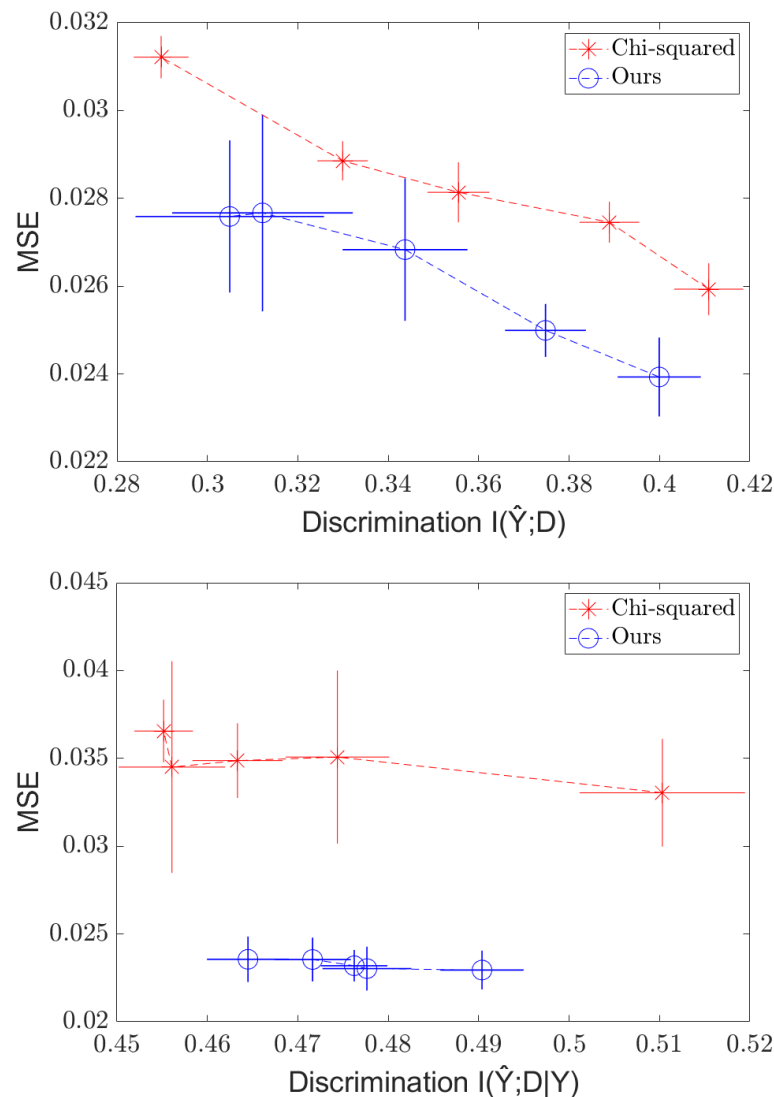 0.032
0.03
0.028
0.026
0.024
0.022
MSE
Chi-squared
Ours
0.28 0.3 0.32 0.34 0.36 0.38 0.4 0.42
Discrimination I(Ŷ;D)
0.045
0.04
0.035
0.03
0.025
0.02
MSE
Chi-squared
Ours
0.45 0.46 0.47 0.48 0.49 0.5 0.51 0.52
Discrimination I(Ŷ;D|Y)